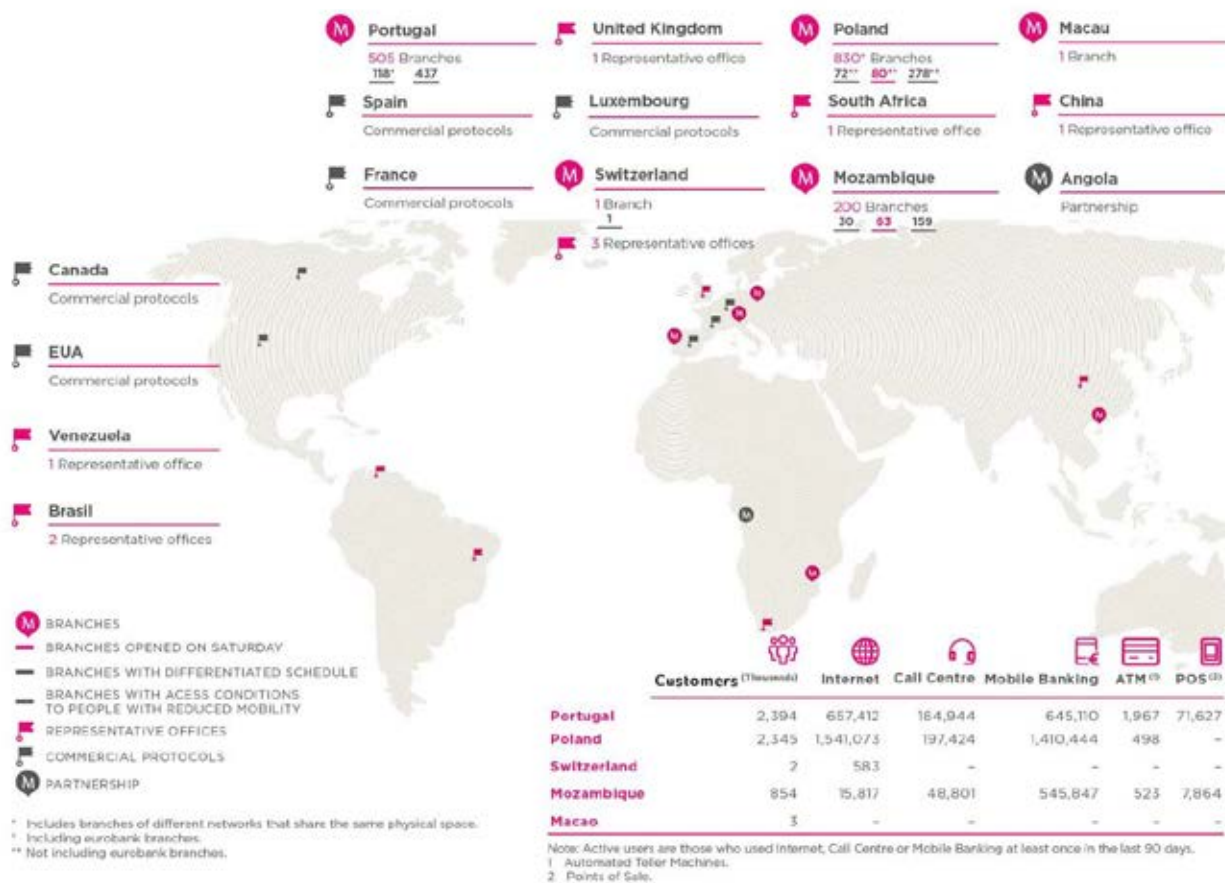 Portugal
505 Branches
118* 437
United Kingdom
1 Representative office
Poland
830* Branches
72** 80** 278**
Macau
1 Branch
Spain
Commercial protocols
Luxembourg
Commercial protocols
South Africa
1 Representative office
China
1 Representative office
France
Commercial protocols
Switzerland
1 Branch
1
3 Representative offices
Mozambique
200 Branches
30 63 159
Angola
Partnership
Canada
Commercial protocols
EUA
Commercial protocols
Venezuela
1 Representative office
Brasil
2 Representative offices
BRANCHES
BRANCHES OPENED ON SATURDAY
BRANCHES WITH DIFFERENTIATED SCHEDULE
BRANCHES WITH ACESS CONDITIONS
TO PEOPLE WITH REDUCED MOBILITY
REPRESENTATIVE OFFICES
COMMERCIAL PROTOCOLS
PARTNERSHIP
* Includes branches of different networks that share the same physical space.
* Including eurobank branches.
** Not including eurobank branches.
Customers (Thousands) Internet Call Centre Mobile Banking ATM (1) POS (2)
Portugal 2,394 657,412 184,944 645,110 1,967 71,627
Poland 2,345 1,541,073 197,424 1,410,444 498 –
Switzerland 2 583 – – – –
Mozambique 854 15,817 48,801 545,847 523 7,864
Macao 3 – – – – –
Note: Active users are those who used Internet, Call Centre or Mobile Banking at least once in the last 90 days.
1 Automated Teller Machines.
2 Points of Sale.